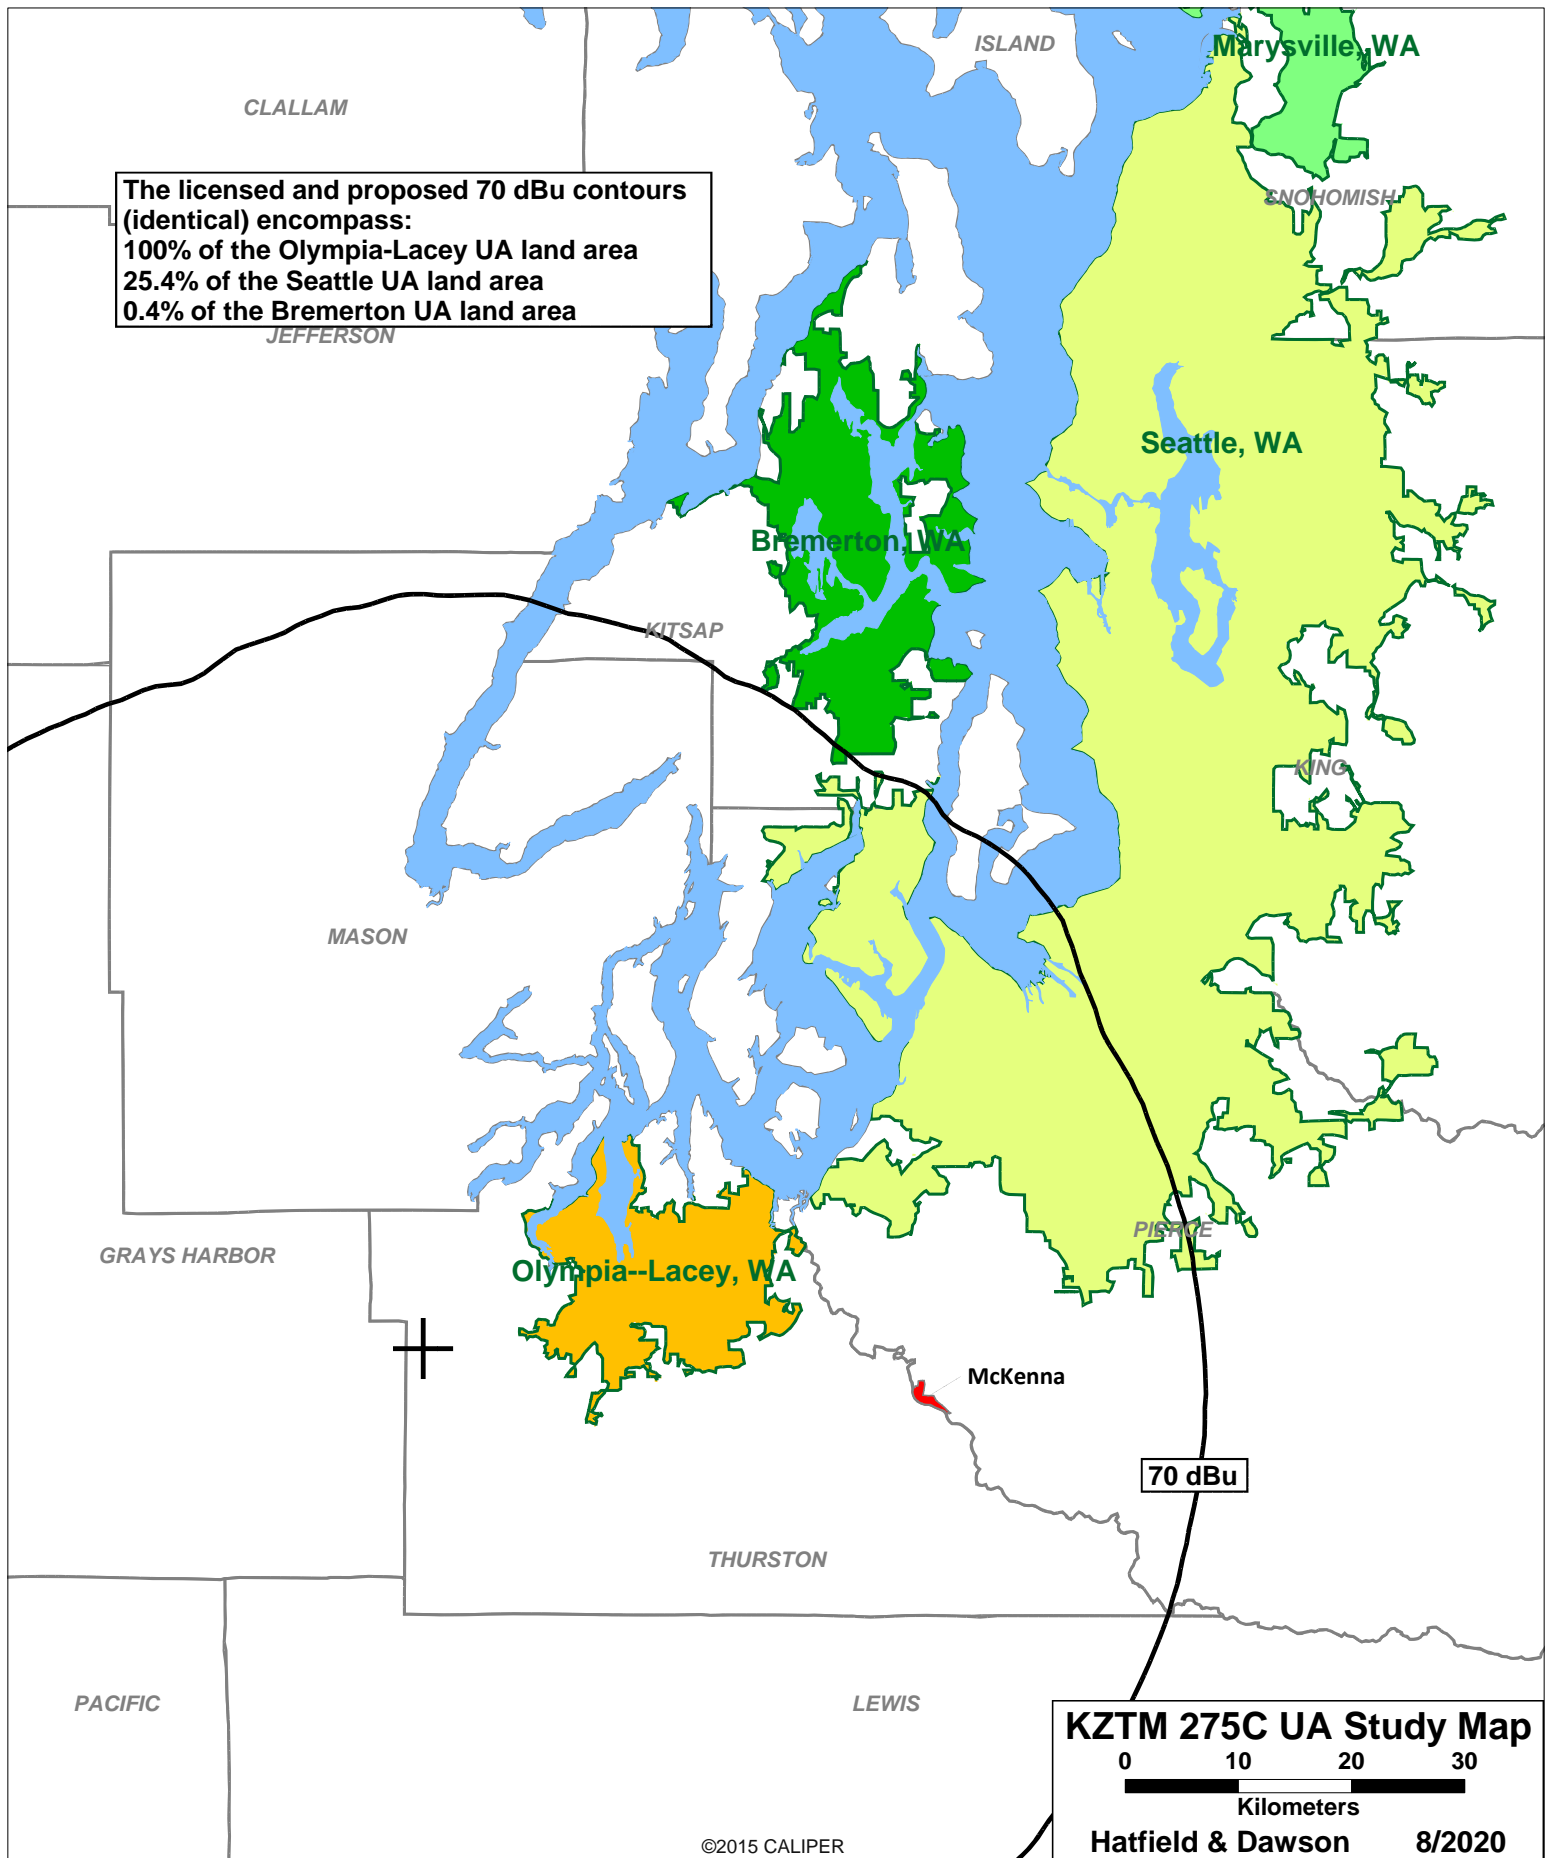 ISLAND
Marysville, WA
CLALLAM
The licensed and proposed 70 dBu contours
(identical) encompass:
100% of the Olympia-Lacey UA land area
25.4% of the Seattle UA land area
0.4% of the Bremerton UA land area
SNOHOMISH
JEFFERSON
Seattle, WA
Bremerton, WA
KITSAP
KING
MASON
PIERCE
GRAYS HARBOR
Olympia--Lacey, WA
McKenna
70 dBu
THURSTON
PACIFIC
LEWIS
KZTM 275C UA Study Map
0 10 20 30
Kilometers
Hatfield & Dawson 8/2020
©2015 CALIPER